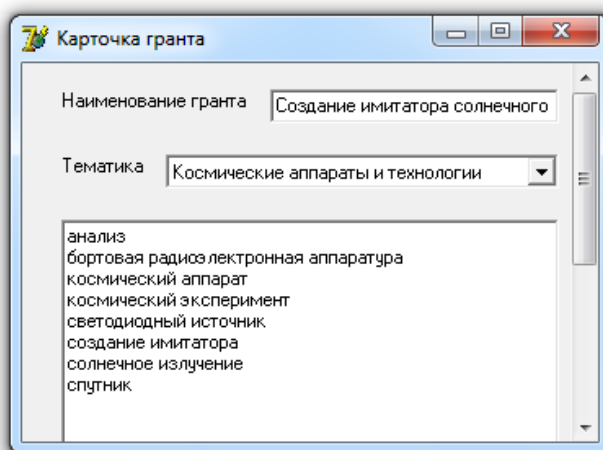 Карточка гранта
Наименование гранта Создание имитатора солнечного
Тематика Космические аппараты и технологии
анализ
бортовая радиоэлектронная аппаратура
космический аппарат
космический эксперимент
светодиодный источник
создание имитатора
солнечное излучение
спутник